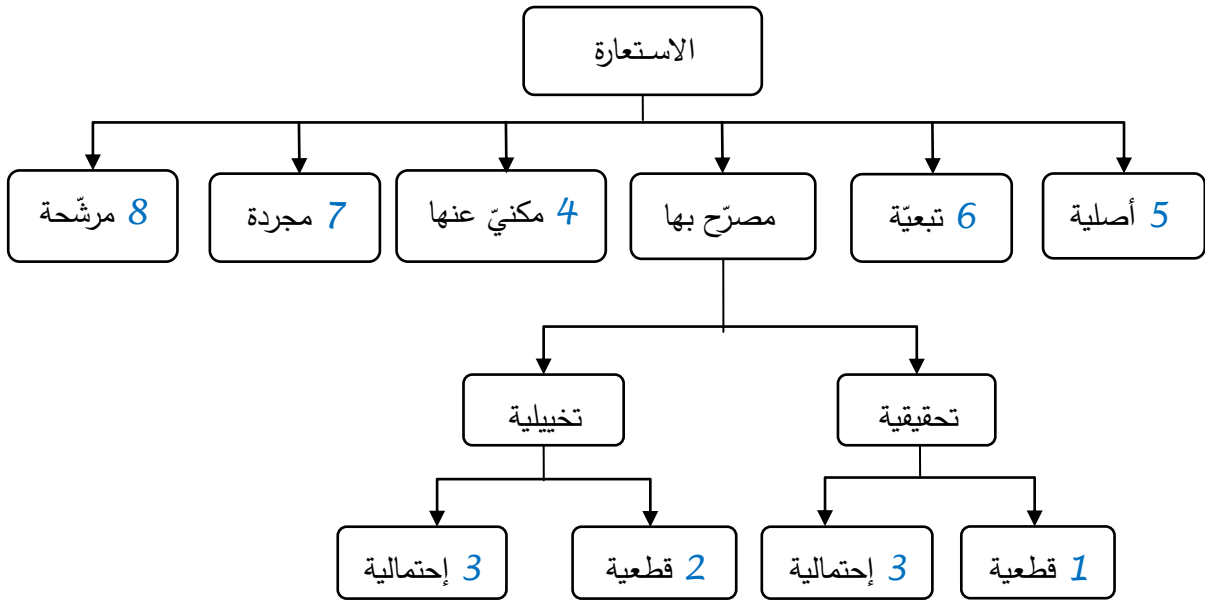 الاستعارة
5 أصلية
6 تبعيّة
مصرّح بها
4 مكنيّ عنها
7 مجردة
8 مرشّحة
تحقيقية
تخييلية
1 قطعية
3 إحتمالية
2 قطعية
3 إحتمالية